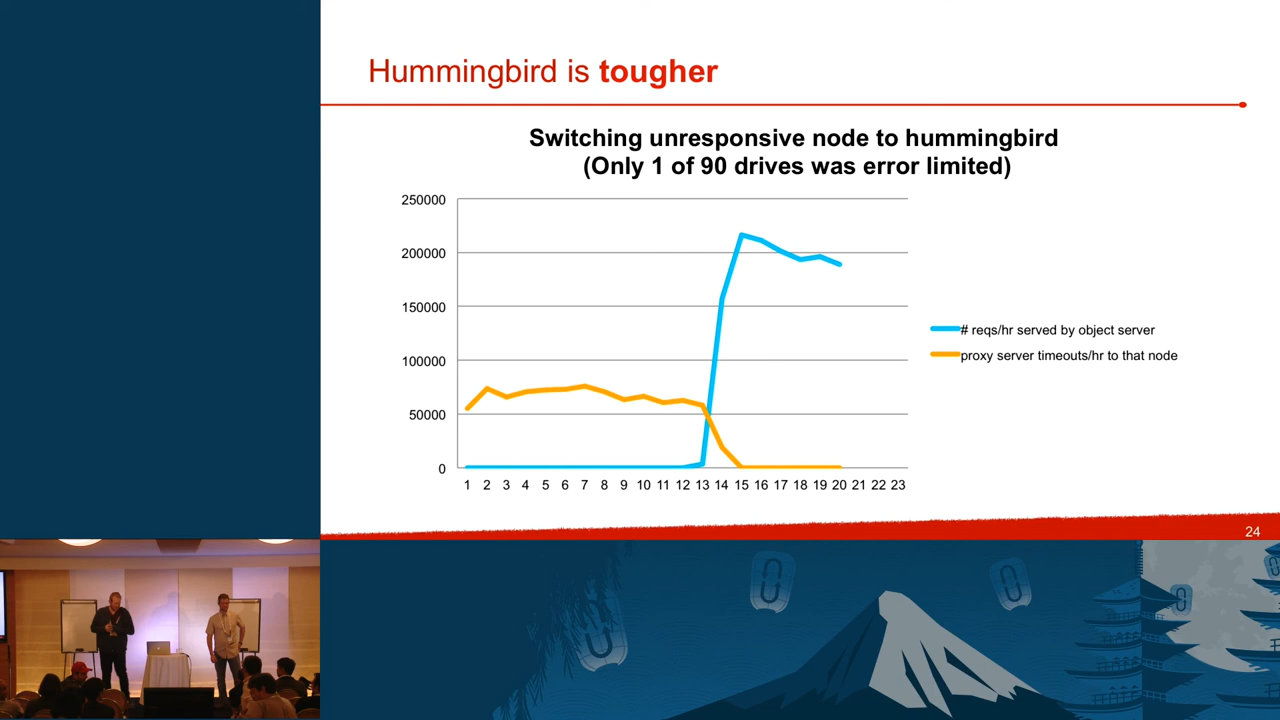 Hummingbird is tougher
Switching unresponsive node to hummingbird
(Only 1 of 90 drives was error limited)
250000
200000
150000
100000
50000
0
1 2 3 4 5 6 7 8 9 10 11 12 13 14 15 16 17 18 19 20 21 22 23
# reqs/hr served by object server
proxy server timeouts/hr to that node
24